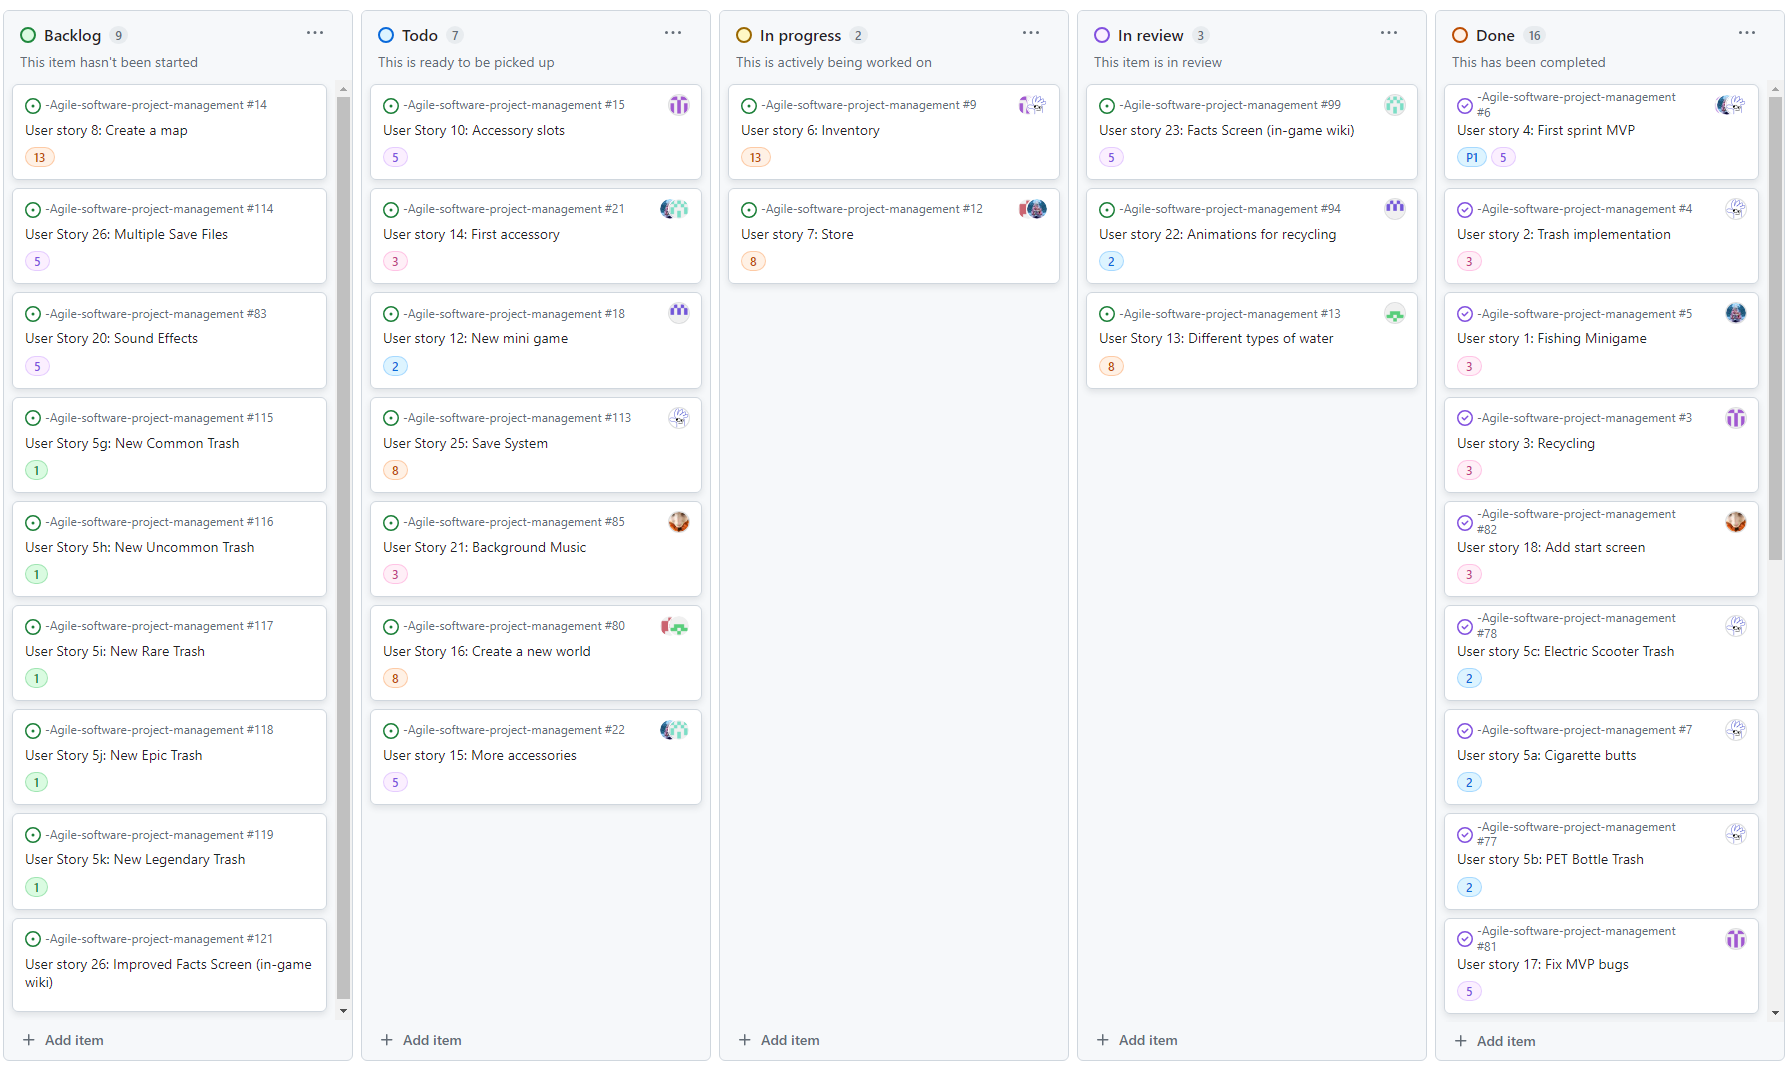 Backlog 9
This item hasn't been started
-Agile-software-project-management #14
User story 8: Create a map
13
-Agile-software-project-management #114
User Story 26: Multiple Save Files
5
-Agile-software-project-management #83
User Story 20: Sound Effects
5
-Agile-software-project-management #115
User Story 5g: New Common Trash
1
-Agile-software-project-management #116
User Story 5h: New Uncommon Trash
1
-Agile-software-project-management #117
User Story 5i: New Rare Trash
1
-Agile-software-project-management #118
User Story 5j: New Epic Trash
1
-Agile-software-project-management #119
User Story 5k: New Legendary Trash
1
-Agile-software-project-management #121
User story 26: Improved Facts Screen (in-game
wiki)
+ Add item
Todo 7
This is ready to be picked up
-Agile-software-project-management #15
User Story 10: Accessory slots
5
-Agile-software-project-management #21
User story 14: First accessory
3
-Agile-software-project-management #18
User story 12: New mini game
2
-Agile-software-project-management #113
User Story 25: Save System
8
-Agile-software-project-management #85
User Story 21: Background Music
3
-Agile-software-project-management #80
User Story 16: Create a new world
8
-Agile-software-project-management #22
User story 15: More accessories
5
+ Add item
In progress 2
This is actively being worked on
-Agile-software-project-management #9
User story 6: Inventory
13
-Agile-software-project-management #12
User story 7: Store
8
+ Add item
In review 3
This item is in review
-Agile-software-project-management #99
User story 23: Facts Screen (in-game wiki)
5
-Agile-software-project-management #94
User story 22: Animations for recycling
2
-Agile-software-project-management #13
User Story 13: Different types of water
8
+ Add item
Done 16
This has been completed
-Agile-software-project-management
#6
User story 4: First sprint MVP
P1 5
-Agile-software-project-management #4
User story 2: Trash implementation
3
-Agile-software-project-management #5
User story 1: Fishing Minigame
3
-Agile-software-project-management #3
User story 3: Recycling
3
-Agile-software-project-management
#82
User story 18: Add start screen
3
-Agile-software-project-management
#78
User story 5c: Electric Scooter Trash
2
-Agile-software-project-management #7
User story 5a: Cigarette butts
2
-Agile-software-project-management
#77
User story 5b: PET Bottle Trash
2
-Agile-software-project-management
#81
User story 17: Fix MVP bugs
5
+ Add item